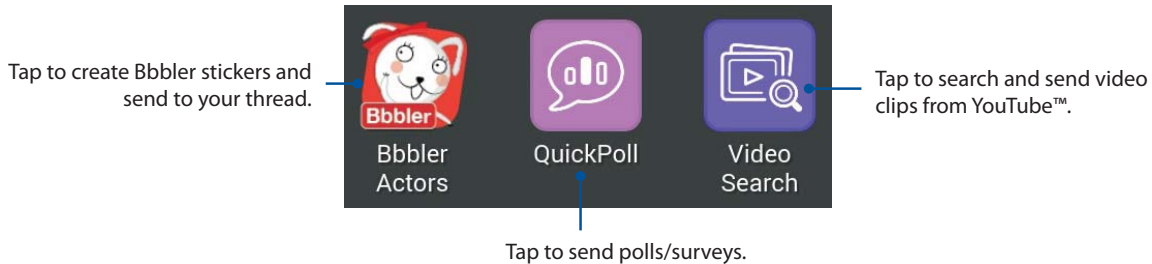 Tap to create Bbbler stickers and
send to your thread.
Bbbler
Bbbler
Actors
QuickPoll
Video
Search
Tap to search and send video
clips from YouTube™.
Tap to send polls/surveys.